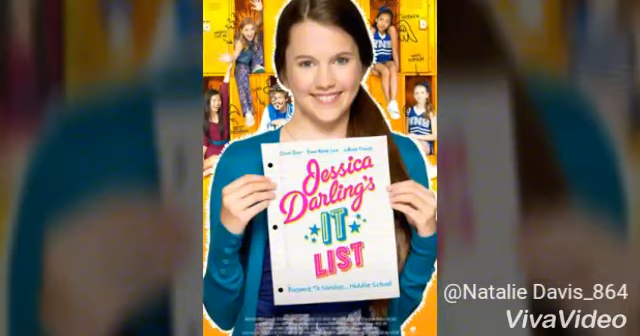 Jessica
Darling's
IT
LIST
Prepare To Survive... Middle School
@Natalie Davis_864
VivaVideo